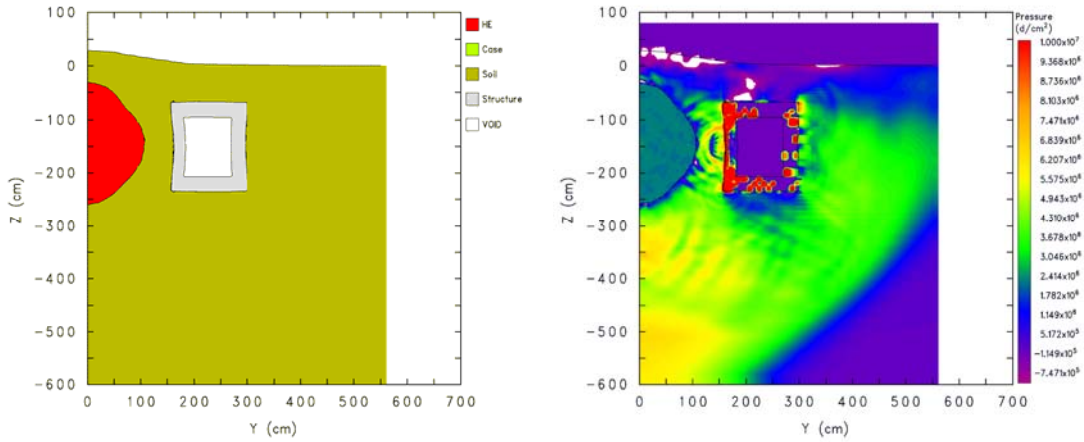 100
0
-100
-200
-300
-400
-500
-600
Z (cm)
0 100 200 300 400 500 600 700
Y (cm)
HE
Case
Soil
Structure
VOID
100
0
-100
-200
-300
-400
-500
-600
Z (cm)
0 100 200 300 400 500 600 700
Y (cm)
Pressure
(d/cm²)
1.000x10⁷
9.368x10⁶
8.736x10⁶
8.103x10⁶
7.471x10⁶
6.839x10⁶
6.207x10⁶
5.575x10⁶
4.943x10⁶
4.310x10⁶
3.678x10⁶
3.046x10⁶
2.414x10⁶
1.782x10⁶
1.149x10⁶
5.172x10⁵
-1.149x10⁵
-7.471x10⁵